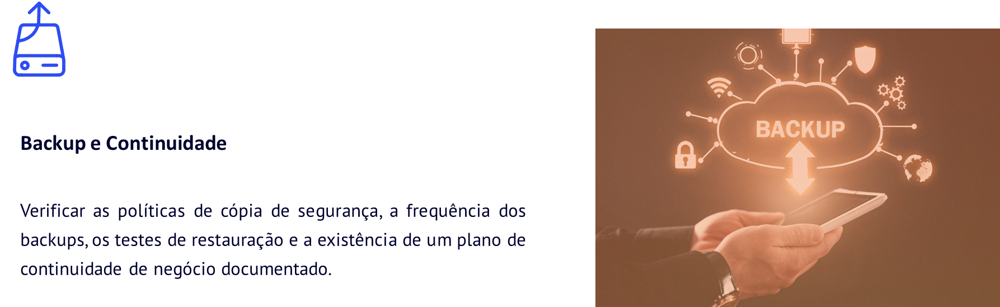 Backup e Continuidade
Verificar as políticas de cópia de segurança, a frequência dos
backups, os testes de restauração e a existência de um plano de
continuidade de negócio documentado.
BACKUP